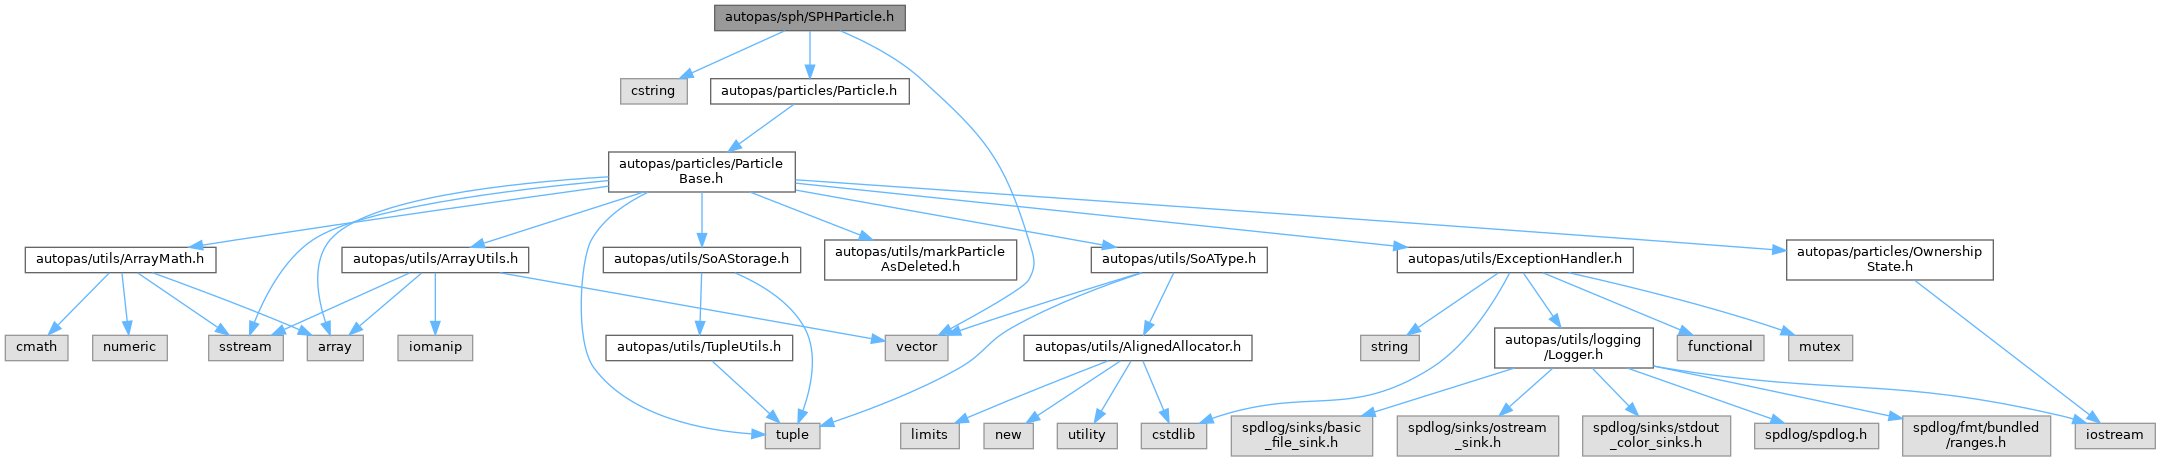 autopas/sph/SPHParticle.h
cstring
autopas/particles/Particle.h
autopas/particles/Particle
Base.h
autopas/utils/ArrayMath.h
autopas/utils/ArrayUtils.h
autopas/utils/SoAStorage.h
autopas/utils/markParticle
AsDeleted.h
autopas/utils/SoAType.h
autopas/utils/ExceptionHandler.h
autopas/particles/Ownership
State.h
cmath
numeric
sstream
array
iomanip
autopas/utils/TupleUtils.h
vector
autopas/utils/AlignedAllocator.h
string
autopas/utils/logging
/Logger.h
functional
mutex
tuple
limits
new
utility
cstdlib
spdlog/sinks/basic
_file_sink.h
spdlog/sinks/ostream
_sink.h
spdlog/sinks/stdout
_color_sinks.h
spdlog/spdlog.h
spdlog/fmt/bundled
/ranges.h
iostream